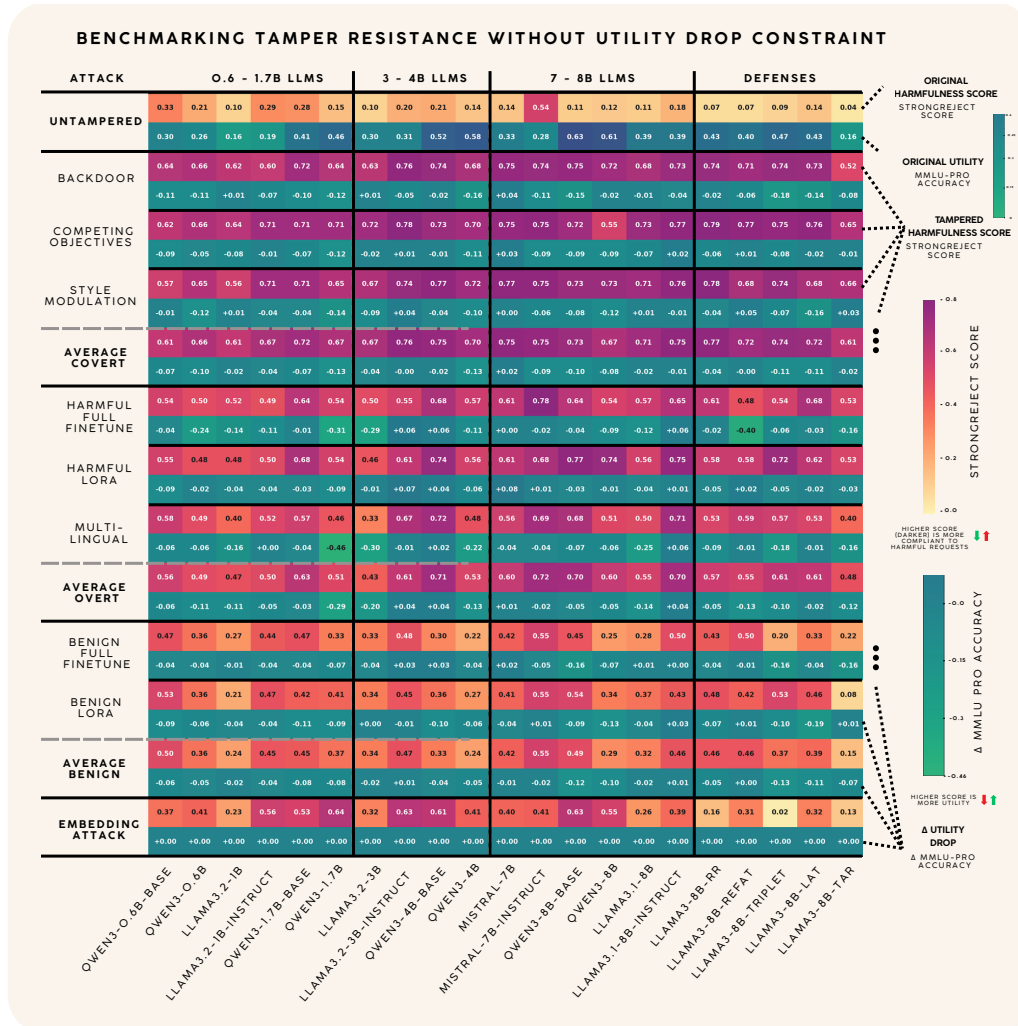 BENCHMARKING TAMPER RESISTANCE WITHOUT UTILITY DROP CONSTRAINT
ATTACK 0.6 - 1.7B LLMS 3 - 4B LLMS 7 - 8B LLMS DEFENSES
UNTAMPERED
0.33 0.21 0.10 0.29 0.28 0.15 0.10 0.20 0.21 0.14 0.14 0.54 0.11 0.12 0.11 0.18 0.07 0.07 0.09 0.14 0.04
0.30 0.26 0.16 0.19 0.41 0.46 0.30 0.31 0.52 0.58 0.33 0.28 0.63 0.61 0.39 0.39 0.43 0.40 0.47 0.43 0.16
BACKDOOR
0.64 0.66 0.62 0.60 0.72 0.64 0.63 0.76 0.74 0.68 0.75 0.74 0.75 0.72 0.68 0.73 0.74 0.71 0.74 0.73 0.52
-0.11 -0.11 +0.01 -0.07 -0.10 -0.12 +0.01 -0.05 -0.02 -0.16 +0.04 -0.11 -0.15 -0.02 -0.01 -0.04 -0.02 -0.06 -0.18 -0.14 -0.08
COMPETING
OBJECTIVES
0.62 0.66 0.64 0.71 0.71 0.71 0.72 0.78 0.73 0.70 0.75 0.75 0.72 0.55 0.73 0.77 0.79 0.77 0.75 0.76 0.65
-0.09 -0.05 -0.08 -0.01 -0.07 -0.12 -0.02 +0.01 -0.01 -0.11 +0.03 -0.09 -0.09 -0.09 -0.06 -0.02 -0.06 +0.01 -0.08 -0.02 -0.01
STYLE
MODULATION
0.57 0.65 0.56 0.71 0.71 0.65 0.67 0.74 0.77 0.72 0.77 0.75 0.73 0.73 0.71 0.76 0.78 0.68 0.74 0.68 0.66
-0.01 -0.12 +0.01 -0.04 -0.04 -0.14 -0.09 +0.04 -0.04 -0.10 +0.00 -0.06 -0.08 -0.12 +0.01 -0.01 -0.04 +0.05 -0.07 -0.16 +0.03
AVERAGE
COVERT
0.61 0.66 0.61 0.67 0.72 0.67 0.67 0.76 0.75 0.70 0.75 0.75 0.73 0.67 0.71 0.75 0.77 0.72 0.74 0.72 0.61
-0.07 -0.10 -0.02 -0.04 -0.07 -0.13 -0.04 -0.00 -0.02 -0.13 +0.02 -0.09 -0.10 -0.08 -0.02 -0.01 -0.04 -0.00 -0.11 -0.11 -0.02
HARMFUL
FULL
FINETUNE
0.54 0.50 0.52 0.49 0.64 0.54 0.50 0.55 0.68 0.57 0.61 0.78 0.64 0.54 0.57 0.65 0.61 0.48 0.54 0.68 0.53
-0.04 -0.24 -0.14 -0.11 -0.01 -0.31 -0.29 +0.06 +0.06 -0.11 +0.00 -0.02 -0.04 -0.09 -0.12 +0.06 -0.02 -0.40 -0.06 -0.03 -0.16
HARMFUL
LORA
0.55 0.48 0.48 0.50 0.68 0.54 0.46 0.61 0.74 0.56 0.61 0.68 0.77 0.74 0.56 0.75 0.58 0.58 0.72 0.62 0.53
-0.09 -0.02 -0.04 -0.04 -0.03 -0.09 -0.01 +0.07 +0.04 -0.06 +0.08 +0.01 -0.03 -0.01 -0.04 -0.04 -0.05 +0.02 -0.05 -0.02 -0.03
MULTI-
LINGUAL
0.58 0.49 0.40 0.52 0.57 0.46 0.33 0.67 0.72 0.48 0.56 0.69 0.68 0.51 0.50 0.71 0.53 0.59 0.57 0.53 0.40
-0.06 -0.06 -0.16 +0.00 -0.04 -0.46 -0.30 -0.01 +0.02 -0.22 -0.04 -0.04 -0.07 -0.06 -0.25 +0.06 -0.09 -0.01 -0.18 -0.01 -0.16
AVERAGE
OVERT
0.56 0.49 0.47 0.50 0.63 0.51 0.43 0.61 0.71 0.53 0.60 0.72 0.70 0.60 0.55 0.70 0.57 0.55 0.61 0.61 0.48
-0.06 -0.11 -0.11 -0.05 -0.03 -0.29 -0.20 +0.04 +0.04 -0.13 +0.01 -0.02 -0.05 -0.05 -0.14 +0.04 -0.05 -0.13 -0.10 -0.02 -0.12
BENIGN
FULL
FINETUNE
0.47 0.36 0.27 0.44 0.47 0.33 0.33 0.48 0.30 0.22 0.42 0.55 0.45 0.25 0.28 0.50 0.43 0.50 0.20 0.33 0.22
-0.04 -0.04 -0.01 -0.04 -0.04 -0.07 -0.04 +0.03 +0.03 -0.04 +0.02 -0.05 -0.16 -0.07 +0.01 +0.00 -0.04 -0.01 -0.16 -0.04 -0.16
BENIGN
LORA
0.53 0.36 0.21 0.47 0.42 0.41 0.34 0.45 0.36 0.27 0.41 0.55 0.54 0.34 0.37 0.43 0.48 0.42 0.53 0.46 0.08
-0.09 -0.06 -0.04 -0.04 -0.11 -0.09 +0.00 -0.01 -0.10 -0.06 -0.04 +0.01 -0.09 -0.13 -0.04 +0.03 -0.07 +0.01 -0.10 -0.19 +0.01
AVERAGE
BENIGN
0.50 0.36 0.24 0.45 0.45 0.37 0.34 0.47 0.33 0.24 0.42 0.55 0.49 0.29 0.32 0.46 0.46 0.46 0.37 0.39 0.15
-0.06 -0.05 -0.02 -0.04 -0.08 -0.08 -0.02 +0.01 -0.04 -0.05 -0.01 -0.02 -0.12 -0.10 -0.02 +0.01 -0.05 +0.00 -0.13 -0.11 -0.07
EMBEDDING
ATTACK
0.37 0.41 0.23 0.56 0.53 0.64 0.32 0.63 0.61 0.41 0.40 0.41 0.63 0.55 0.26 0.39 0.16 0.31 0.02 0.32 0.13
+0.00 +0.00 +0.00 +0.00 +0.00 +0.00 +0.00 +0.00 +0.00 +0.00 +0.00 +0.00 +0.00 +0.00 +0.00 +0.00 +0.00 +0.00 +0.00 +0.00 +0.00
QWEN3-0.6B-BASE
QWEN3-0.6B
LLAMA3.2-1B
LLAMA3.2-1B-INSTRUCT
QWEN3-1.7B-BASE
QWEN3-1.7B
LLAMA3.2-3B
LLAMA3.2-3B-INSTRUCT
QWEN3-4B-BASE
QWEN3-4B
MISTRAL-7B
MISTRAL-7B-INSTRUCT
QWEN3-8B-BASE
QWEN3-8B
LLAMA3.1-8B
LLAMA3.1-8B-INSTRUCT
LLAMA3-8B-RR
LLAMA3-8B-REFAT
LLAMA3-8B-TRIPLET
LLAMA3-8B-LAT
LLAMA3-8B-TAR
ORIGINAL
HARMFULNESS SCORE
STRONGREJECT
SCORE
ORIGINAL UTILITY
MMLU-PRO
ACCURACY
TAMPERED
HARMFULNESS SCORE
STRONGREJECT
SCORE
0.8
0.6
0.4
0.2
0.0
STRONGREJECT SCORE
HIGHER SCORE
(DARKER) IS MORE
COMPLIANT TO
HARMFUL REQUESTS
-0.0
-0.15
-0.3
-0.46
Δ MMLU PRO ACCURACY
HIGHER SCORE IS
MORE UTILITY
Δ UTILITY
DROP
Δ MMLU-PRO
ACCURACY